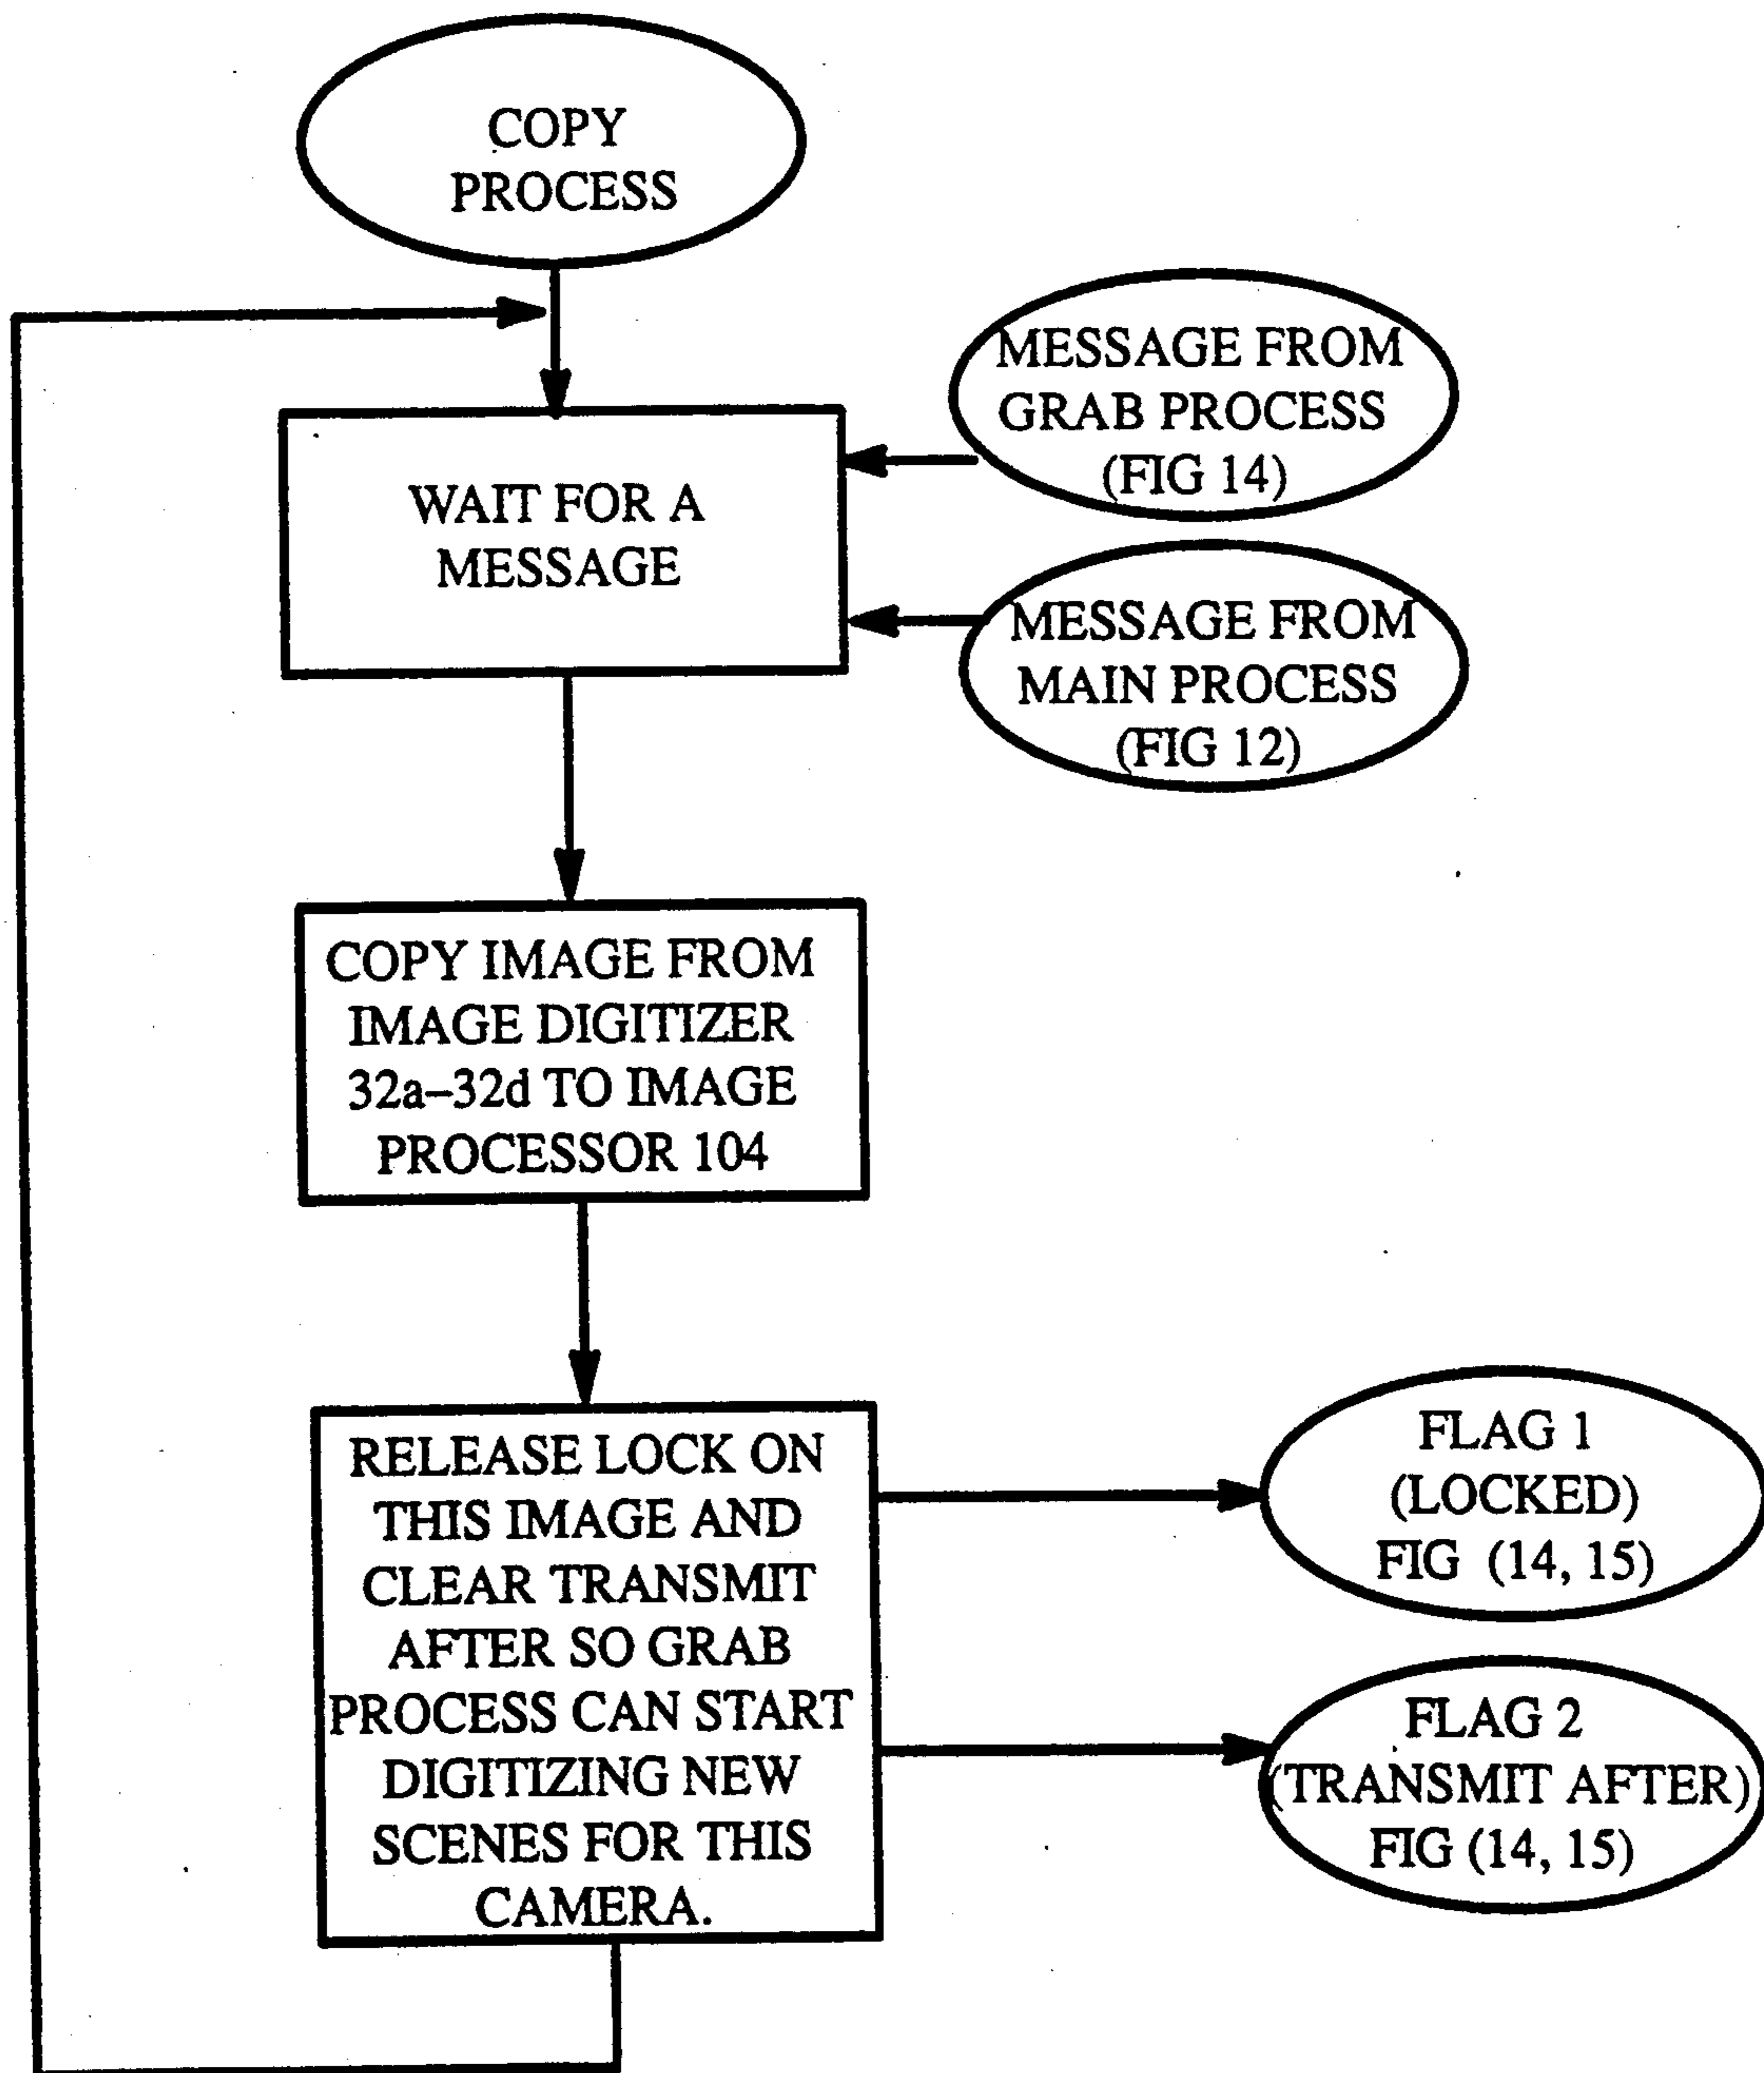 COPY
PROCESS
MESSAGE FROM
GRAB PROCESS
(FIG 14)
WAIT FOR A
MESSAGE
MESSAGE FROM
MAIN PROCESS
(FIG 12)
COPY IMAGE FROM
IMAGE DIGITIZER
32a–32d TO IMAGE
PROCESSOR 104
RELEASE LOCK ON
THIS IMAGE AND
CLEAR TRANSMIT
AFTER SO GRAB
PROCESS CAN START
DIGITIZING NEW
SCENES FOR THIS
CAMERA.
FLAG 1
(LOCKED)
FIG (14, 15)
FLAG 2
(TRANSMIT AFTER)
FIG (14, 15)